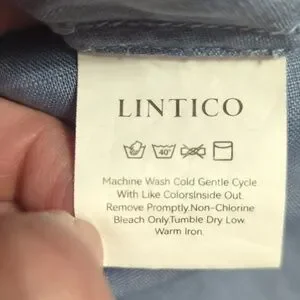 LINTICO
40°
Machine Wash Cold Gentle Cycle
With Like ColorsInside Out.
Remove Promptly.Non-Chlorine
Bleach Only.Tumble Dry Low.
Warm Iron.